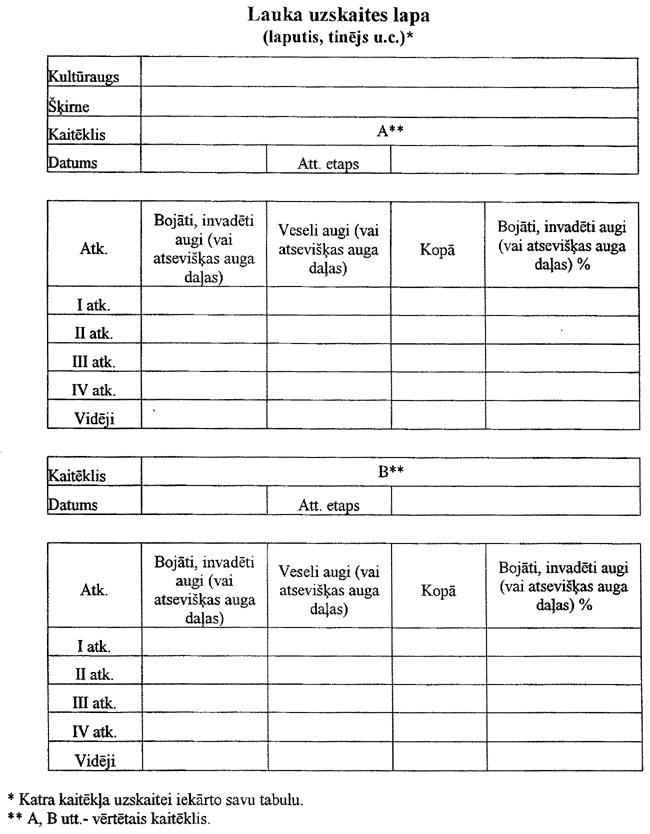 Lauka uzskaites lapa
(laputis, tinējs u.c.)*
Kultūraugs
Šķirne
Kaitēklis A**
Datums Att. etaps
Atk. Bojāti, invadēti augi (vai atsevišķas auga daļas) Veseli augi (vai atsevišķas auga daļas) Kopā Bojāti, invadēti augi (vai atsevišķas auga daļas) %
I atk.
II atk.
III atk.
IV atk.
Vidēji
Kaitēklis B**
Datums Att. etaps
Atk. Bojāti, invadēti augi (vai atsevišķas auga daļas) Veseli augi (vai atsevišķas auga daļas) Kopā Bojāti, invadēti augi (vai atsevišķas auga daļas) %
I atk.
II atk.
III atk.
IV atk.
Vidēji
* Katra kaitēkļa uzskaitei iekārto savu tabulu.
** A, B utt.- vērtētais kaitēklis.